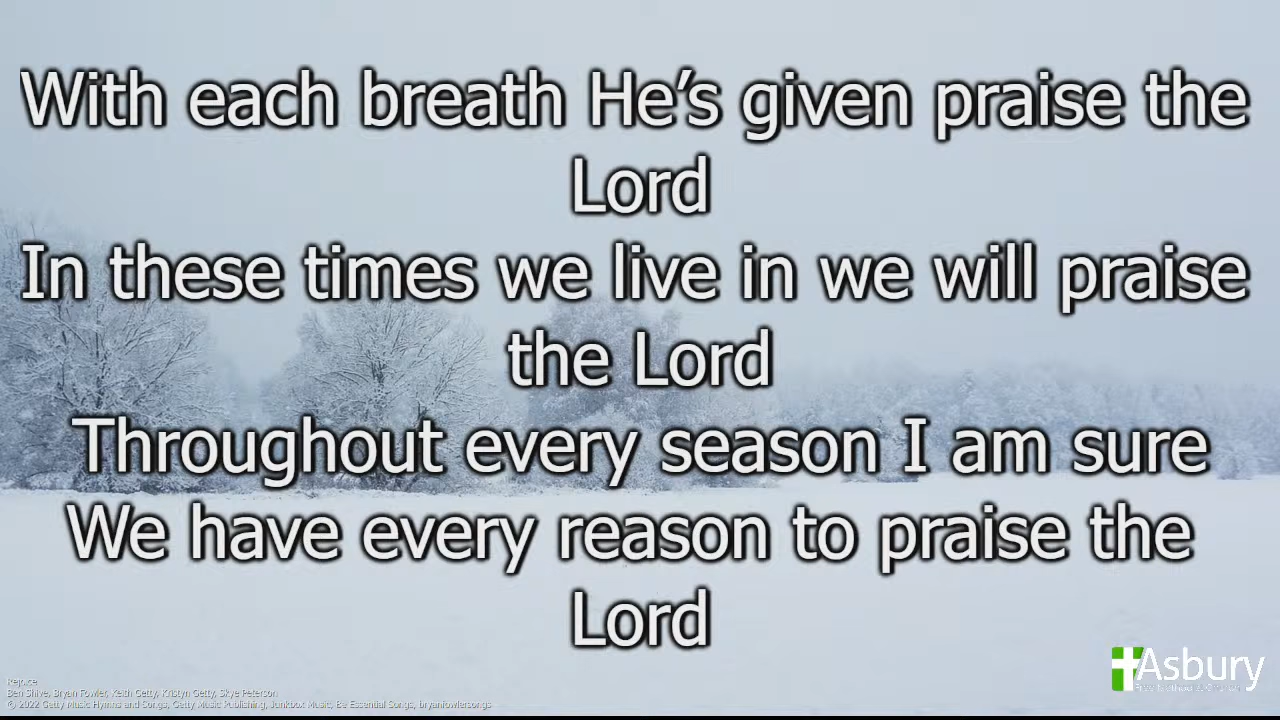 With each breath He’s given praise the
Lord
In these times we live in we will praise
the Lord
Throughout every season I am sure
We have every reason to praise the
Lord
Asbury
Free Methodist Church
Rejoice
Ben Shive, Bryan Fowler, Keith Getty, Kristyn Getty, Skye Peterson
© 2022 Getty Music Hymns and Songs, Getty Music Publishing, Junkbox Music, Be Essential Songs, bryanfowlersongs